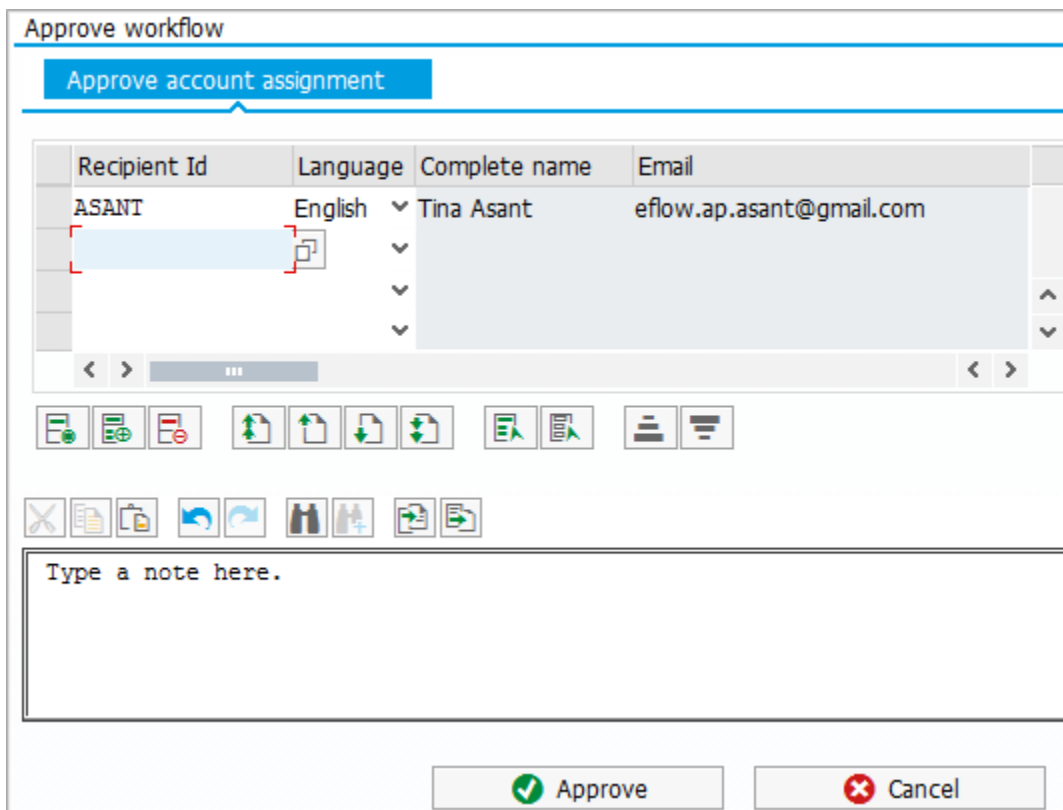 Approve workflow
Approve account assignment
Recipient Id Language Complete name Email
ASANT English Tina Asant eflow.ap.asant@gmail.com
Type a note here.
Approve Cancel